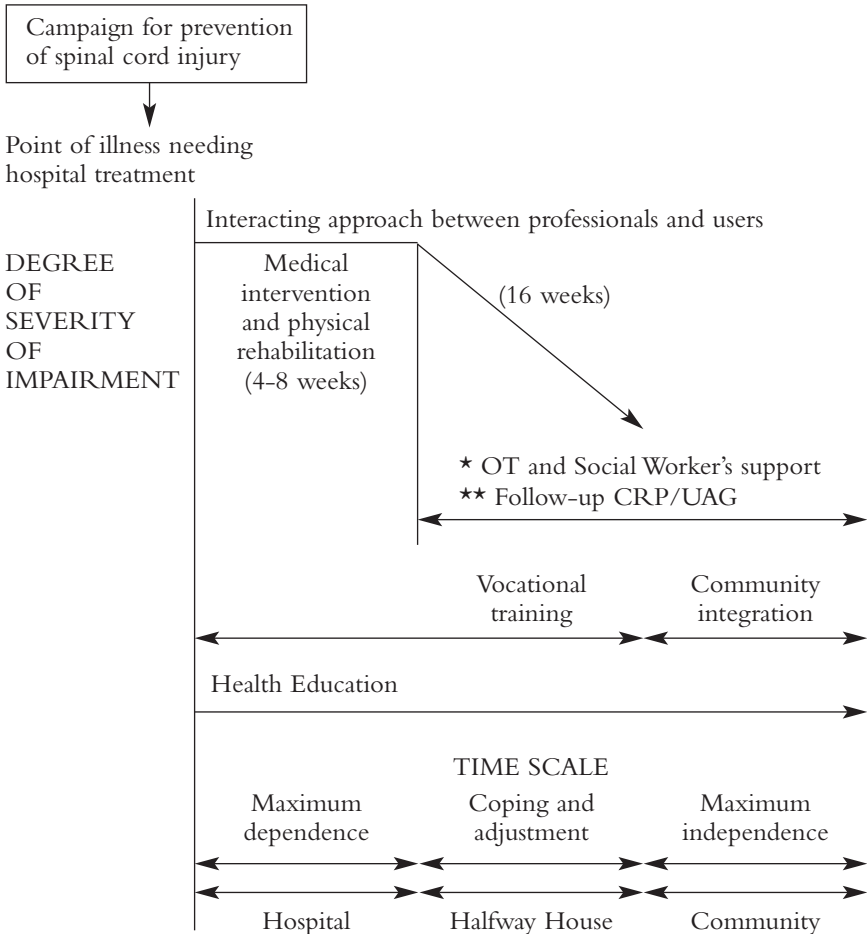 Campaign for prevention
of spinal cord injury
Point of illness needing
hospital treatment
Interacting approach between professionals and users
DEGREE
OF
SEVERITY
OF
IMPAIRMENT
Medical
intervention
and physical
rehabilitation
(4-8 weeks)
(16 weeks)
★ OT and Social Worker’s support
★★ Follow-up CRP/UAG
Vocational
training
Community
integration
Health Education
TIME SCALE
Maximum
dependence
Coping and
adjustment
Maximum
independence
Hospital
Halfway House
Community